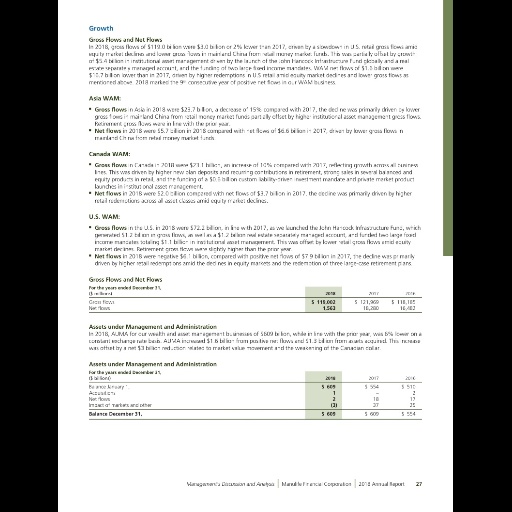 Growth
Gross Flows and Net Flows
In 2018, gross flows of $119.0 billion were $3.0 billion or 2% lower than 2017, driven by a slowdown in U.S. retail gross flows amid
equity market declines and lower gross flows in mainland China from retail money market funds. This was partially offset by growth
of $5.4 billion in institutional asset management driven by the launch of the John Hancock Infrastructure Fund globally and a real
estate separate a managed account, and the funding of two large fixed income mandates. WAM net flows of $1.6 billion were
$16.7 billion lower than in 2017, driven by higher redemptions in U.S retail amid equity market declines and lower gross flows as
mentioned above. 2018 marked the 9th consecutive year of positive net flows in our WAM business.
Asia WAM:
• Gross flows in Asia in 2018 were $23.7 billion, a decrease of 15% compared with 2017, the decline was primarily driven by lower
gross flows in mainland China from retail money market funds partially offset by higher institutional asset management gross flows.
Retirement gross flows were in line with the prior year.
• Net flows in 2018 were $5.7 billion in 2018 compared with net flows of $6.6 billion in 2017, driven by lower gross flows in
mainland China from retail money market funds.
Canada WAM:
• Gross flows in Canada in 2018 were $23.1 billion, an increase of 10% compared with 2017, reflecting growth across all business
lines. This was driven by higher new plan deposits and recurring contributions in retirement, strong sales in several balanced and
equity products in retail, and the funding of a $0.5 billion custom liability-driven investment mandate and private market product
launches in institutional asset management.
• Net flows in 2018 were $2.0 billion compared with net flows of $3.7 billion in 2017, the decline was primarily driven by higher
retail redemptions across all asset classes amid equity market declines.
U.S. WAM:
• Gross flows in the U.S. in 2018 were $72.2 billion, in line with prior year, as we launched the John Hancock Infrastructure Fund, which
generated $1.2 billion in gross flows, as well as a $1.2 billion real estate separately managed account, and funded two large fixed
income mandates totaling $1.1 billion in institutional asset management. This was offset by lower retail gross flows amid equity
market declines. Retirement gross flows were slightly higher than the prior year.
• Net flows in 2018 were negative $6.1 billion, compared with positive net flows of $7.9 billion in 2017, the decline was primarily
driven by higher retail redemptions amid the declines in equity markets and the redemption of three large-case retirement plans.
Gross Flows and Net Flows
For the years ended December 31,
($ millions) 2018 2017 2016
Gross flows $ 119,002 $ 121,969 $ 118,185
Net flows 1,563 18,260 16,482
Assets under Management and Administration
In 2018, AUMA for our wealth and asset management businesses of $609 billion, while in line with the prior year, was 6% lower on a
constant exchange rate basis. AUMA increased $1.6 billion from positive net flows and $1.3 billion from assets acquired. This increase
was offset by a net $3 billion reduction related to market value movement and the weakening of the Canadian dollar.
Assets under Management and Administration
For the years ended December 31,
($ billions) 2018 2017 2016
Balance January 1, $ 609 $ 554 $ 510
Acquisitions 1 – 2
Net flows 2 18 17
Impact of markets and other (3) 37 25
Balance December 31, $ 609 $ 609 $ 554
Management's Discussion and Analysis | Manulife Financial Corporation | 2018 Annual Report 27